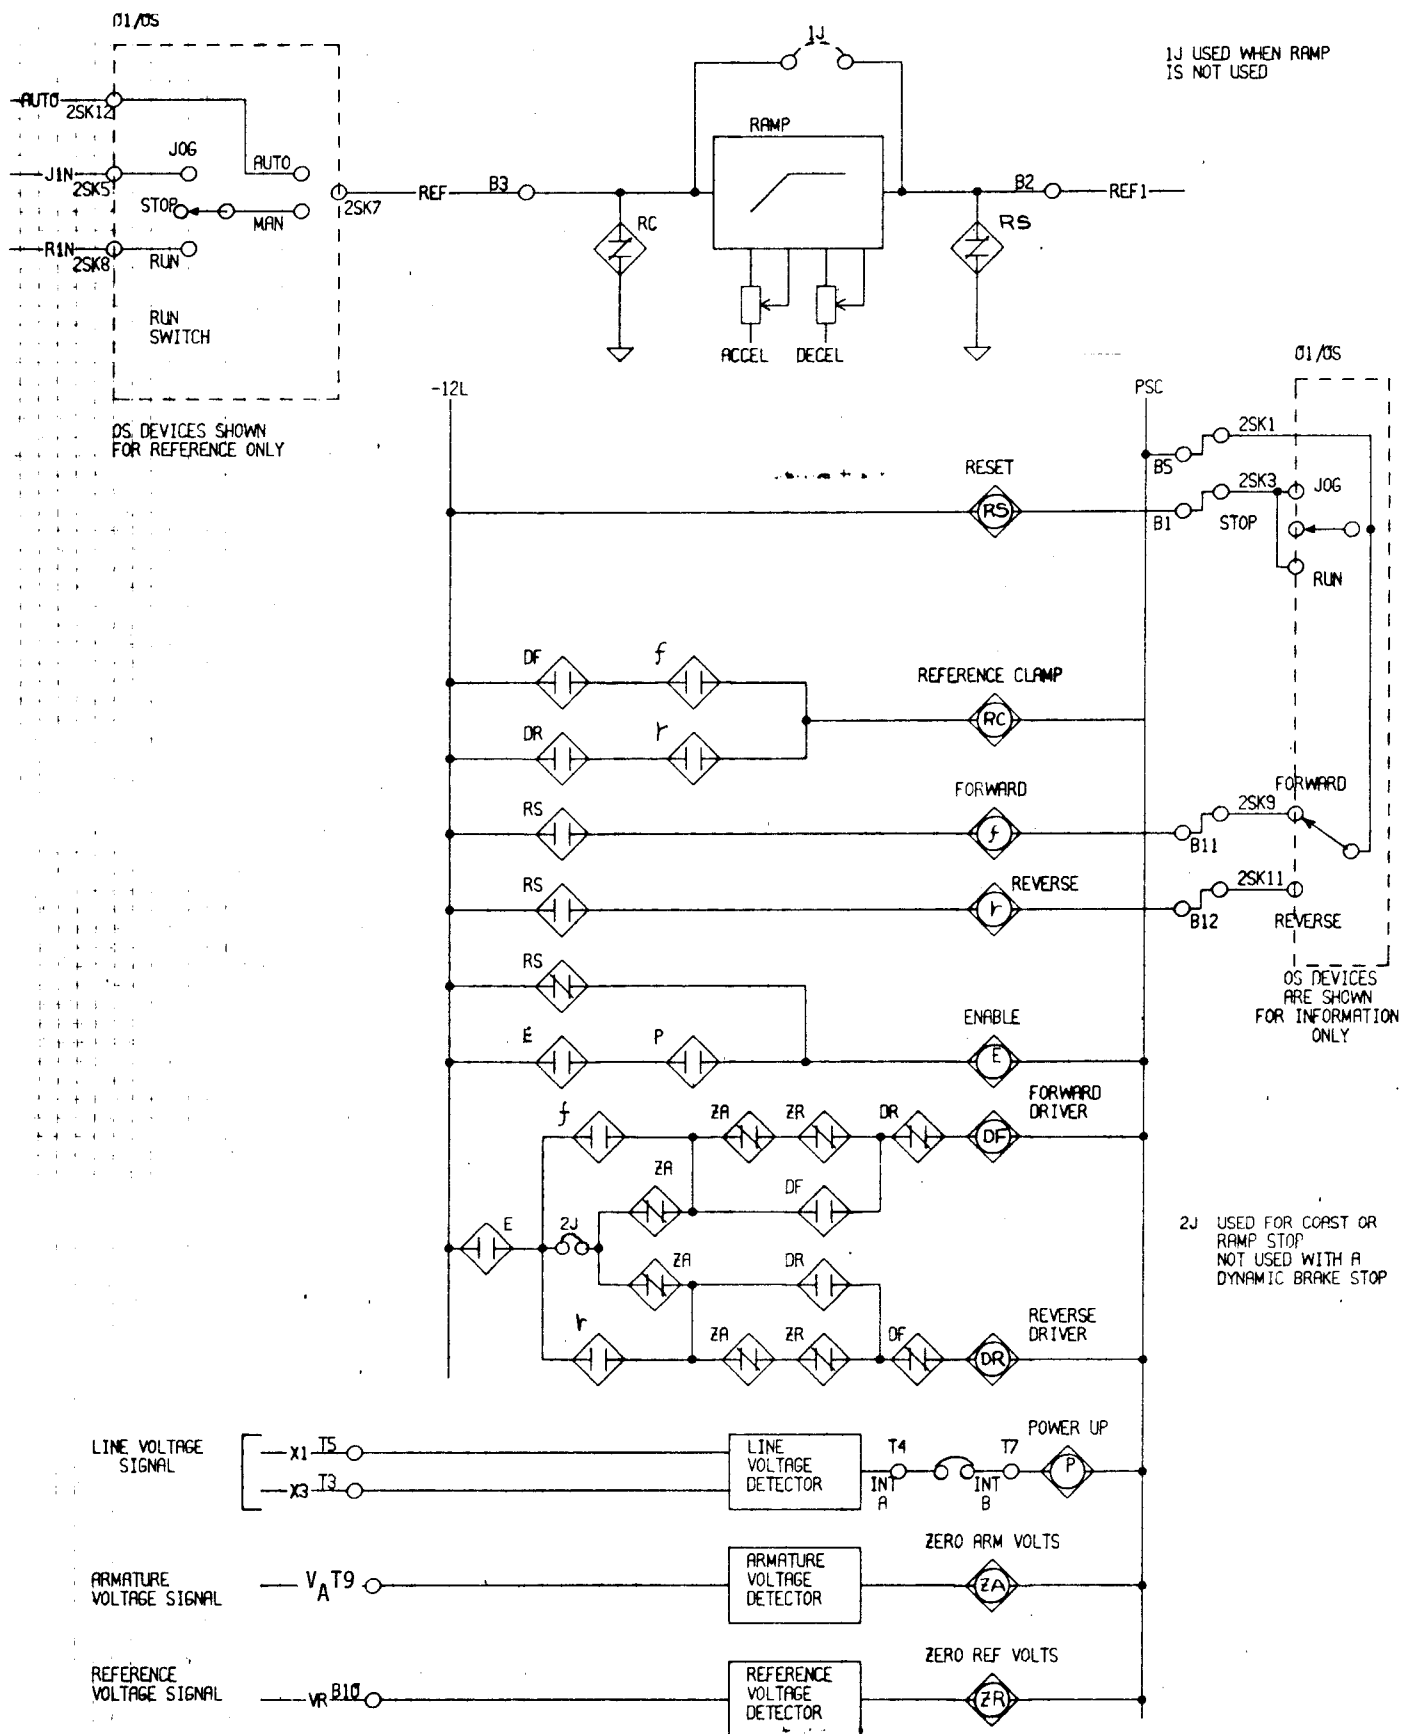 01/0S
1J
1J USED WHEN RAMP
IS NOT USED
AUTO
2SK12
JOG
AUTO
RAMP
J1N
2SK5
STOP
MAN
2SK7
REF
B3
B2
REF1
R1N
2SK8
RUN
RC
RS
RUN
SWITCH
ACCEL
DECEL
01/0S
OS DEVICES SHOWN
FOR REFERENCE ONLY
-12L
PSC
2SK1
B5
RESET
2SK3
JOG
RS
B1
STOP
RUN
DF
f
REFERENCE CLAMP
RC
DR
r
FORWARD
FORWARD
RS
2SK9
f
B11
RS
REVERSE
2SK11
r
B12
REVERSE
RS
OS DEVICES
ARE SHOWN
FOR INFORMATION
ONLY
ENABLE
E
P
E
FORWARD
DRIVER
f
ZA
ZR
DR
DF
ZA
DF
E
2J
2J USED FOR COAST OR
RAMP STOP
NOT USED WITH A
DYNAMIC BRAKE STOP
ZA
DR
REVERSE
DRIVER
r
ZA
ZR
DF
DR
POWER UP
LINE VOLTAGE
SIGNAL
X1
T5
LINE
VOLTAGE
DETECTOR
T4
T7
P
X3
T3
INT
A
INT
B
ZERO ARM VOLTS
ARMATURE
VOLTAGE SIGNAL
VA
T9
ARMATURE
VOLTAGE
DETECTOR
ZA
ZERO REF VOLTS
REFERENCE
VOLTAGE SIGNAL
VR
B10
REFERENCE
VOLTAGE
DETECTOR
ZR